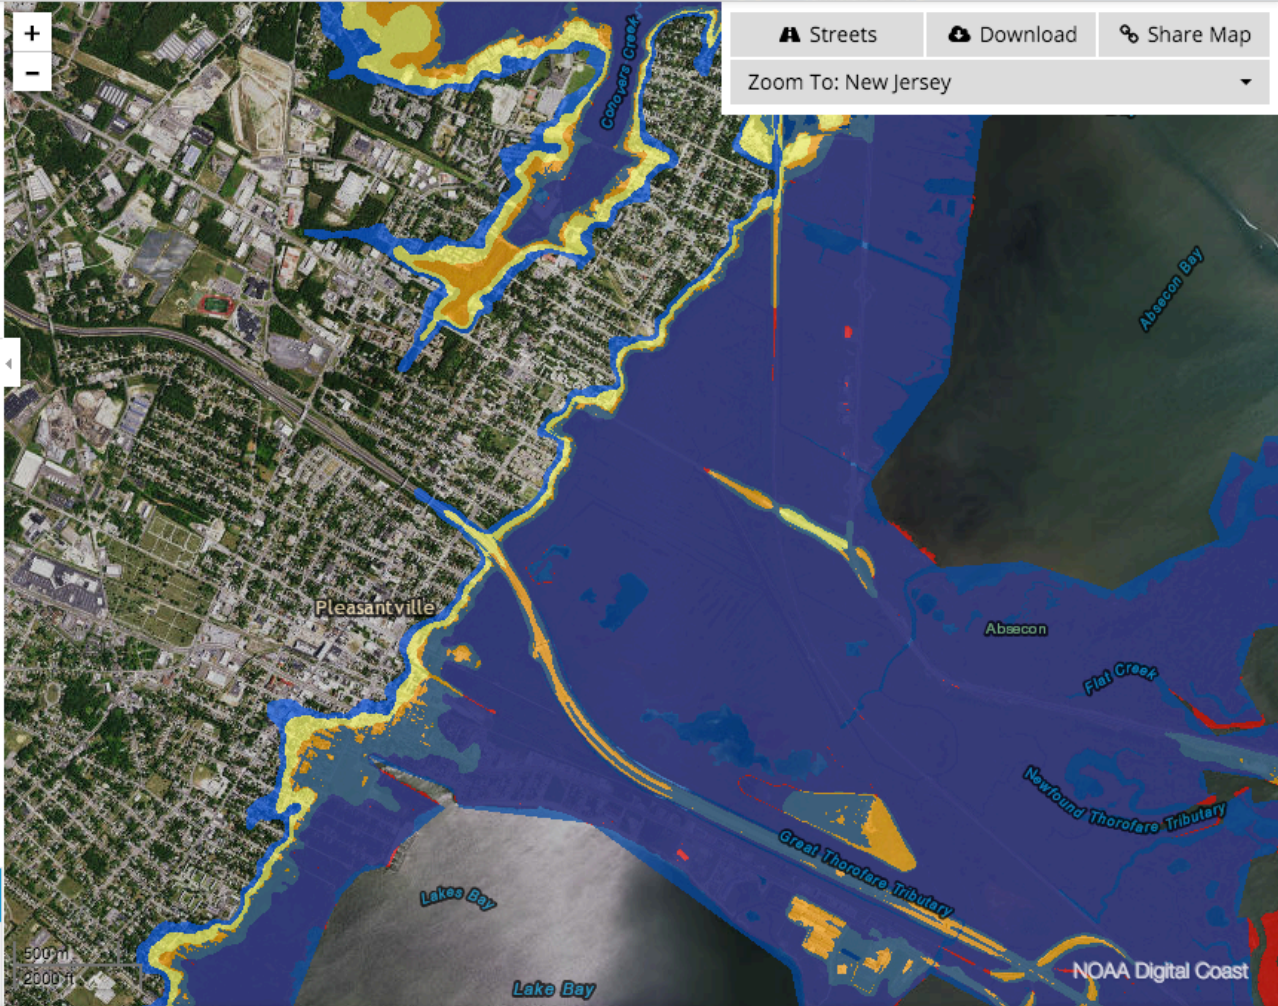 +
−
Streets
Download
Share Map
Zoom To: New Jersey
Conovers Creek
Absecon Bay
Pleasantville
Absecon
Flat Creek
Newfound Thorofare Tributary
Great Thorofare Tributary
Lakes Bay
Lake Bay
500 m
2000 ft
NOAA Digital Coast